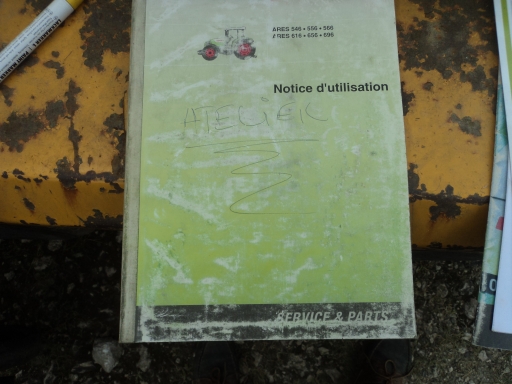 ARES 546 • 556 • 566
ARES 616 • 656 • 696
Notice d'utilisation
ATELIER
SERVICE & PARTS